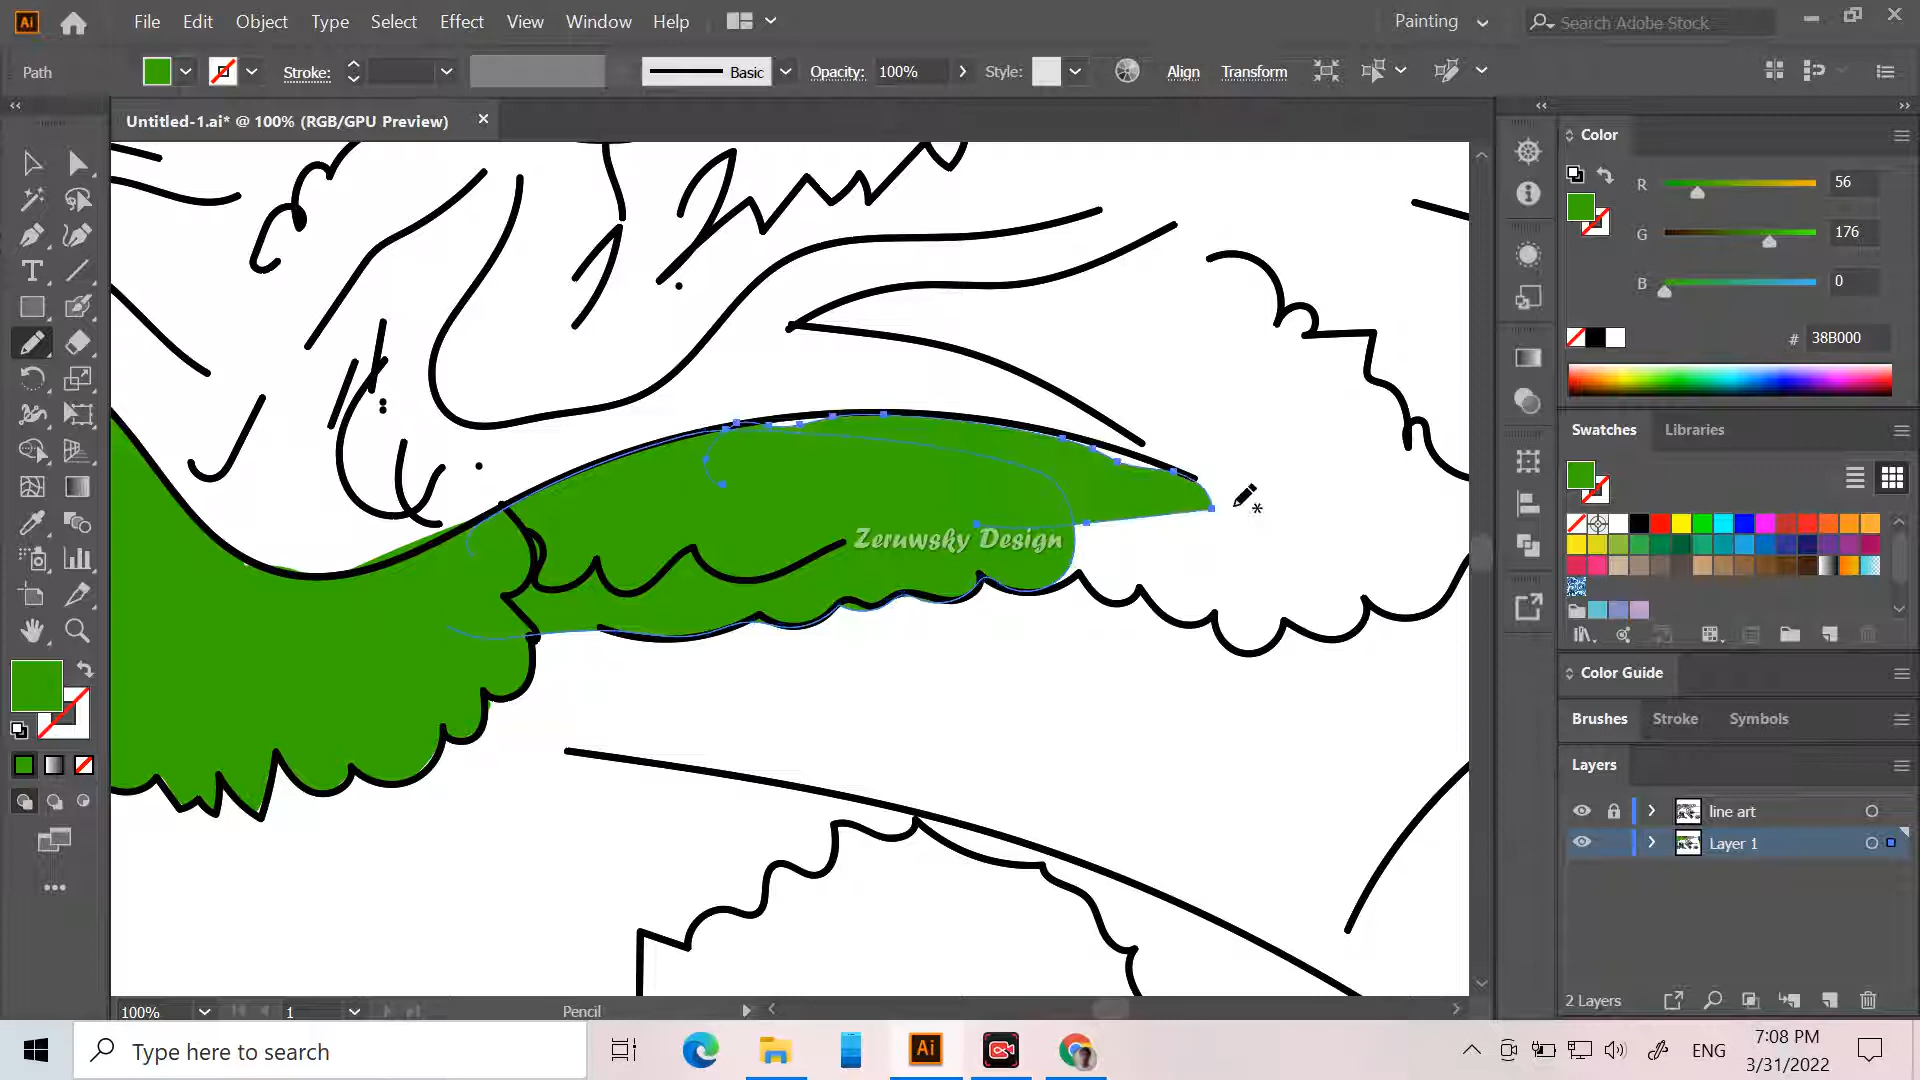 Ai File Edit Object Type Select Effect View Window Help Painting Search Adobe Stock
Path Stroke: Basic Opacity: 100% Style: Align Transform
Untitled-1.ai* @ 100% (RGB/GPU Preview)
Color
R 56
G 176
B 0
# 38B000
Swatches Libraries
Zeruwsky Design
Color Guide
Brushes Stroke Symbols
Layers
line art
Layer 1
2 Layers
100% 1 Pencil
Type here to search
Ai
ENG
7:08 PM
3/31/2022